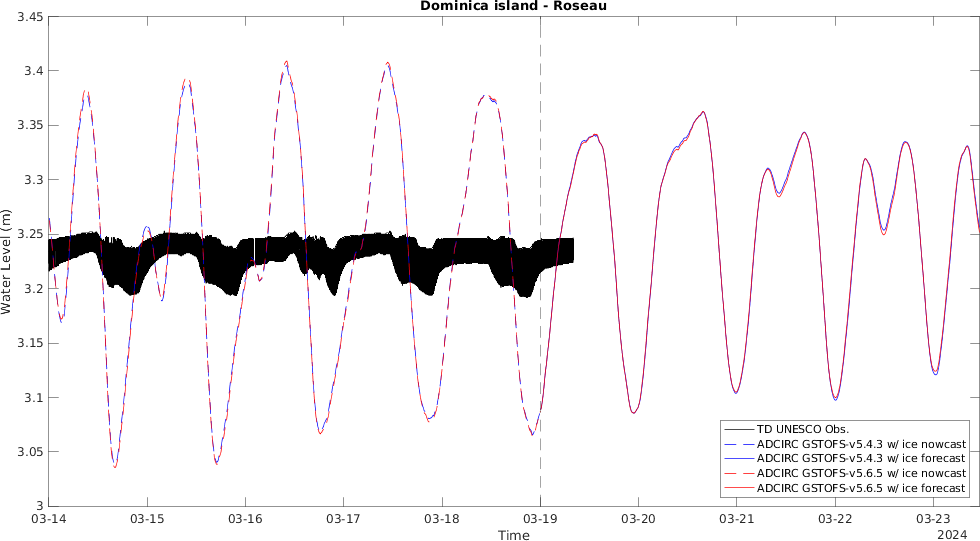 Dominica island - Roseau
3.45
3.4
3.35
3.3
3.25
3.2
3.15
3.1
3.05
3
Water Level (m)
03-14 03-15 03-16 03-17 03-18 03-19 03-20 03-21 03-22 03-23
Time
2024
TD UNESCO Obs.
ADCIRC GSTOFS-v5.4.3 w/ ice nowcast
ADCIRC GSTOFS-v5.4.3 w/ ice forecast
ADCIRC GSTOFS-v5.6.5 w/ ice nowcast
ADCIRC GSTOFS-v5.6.5 w/ ice forecast